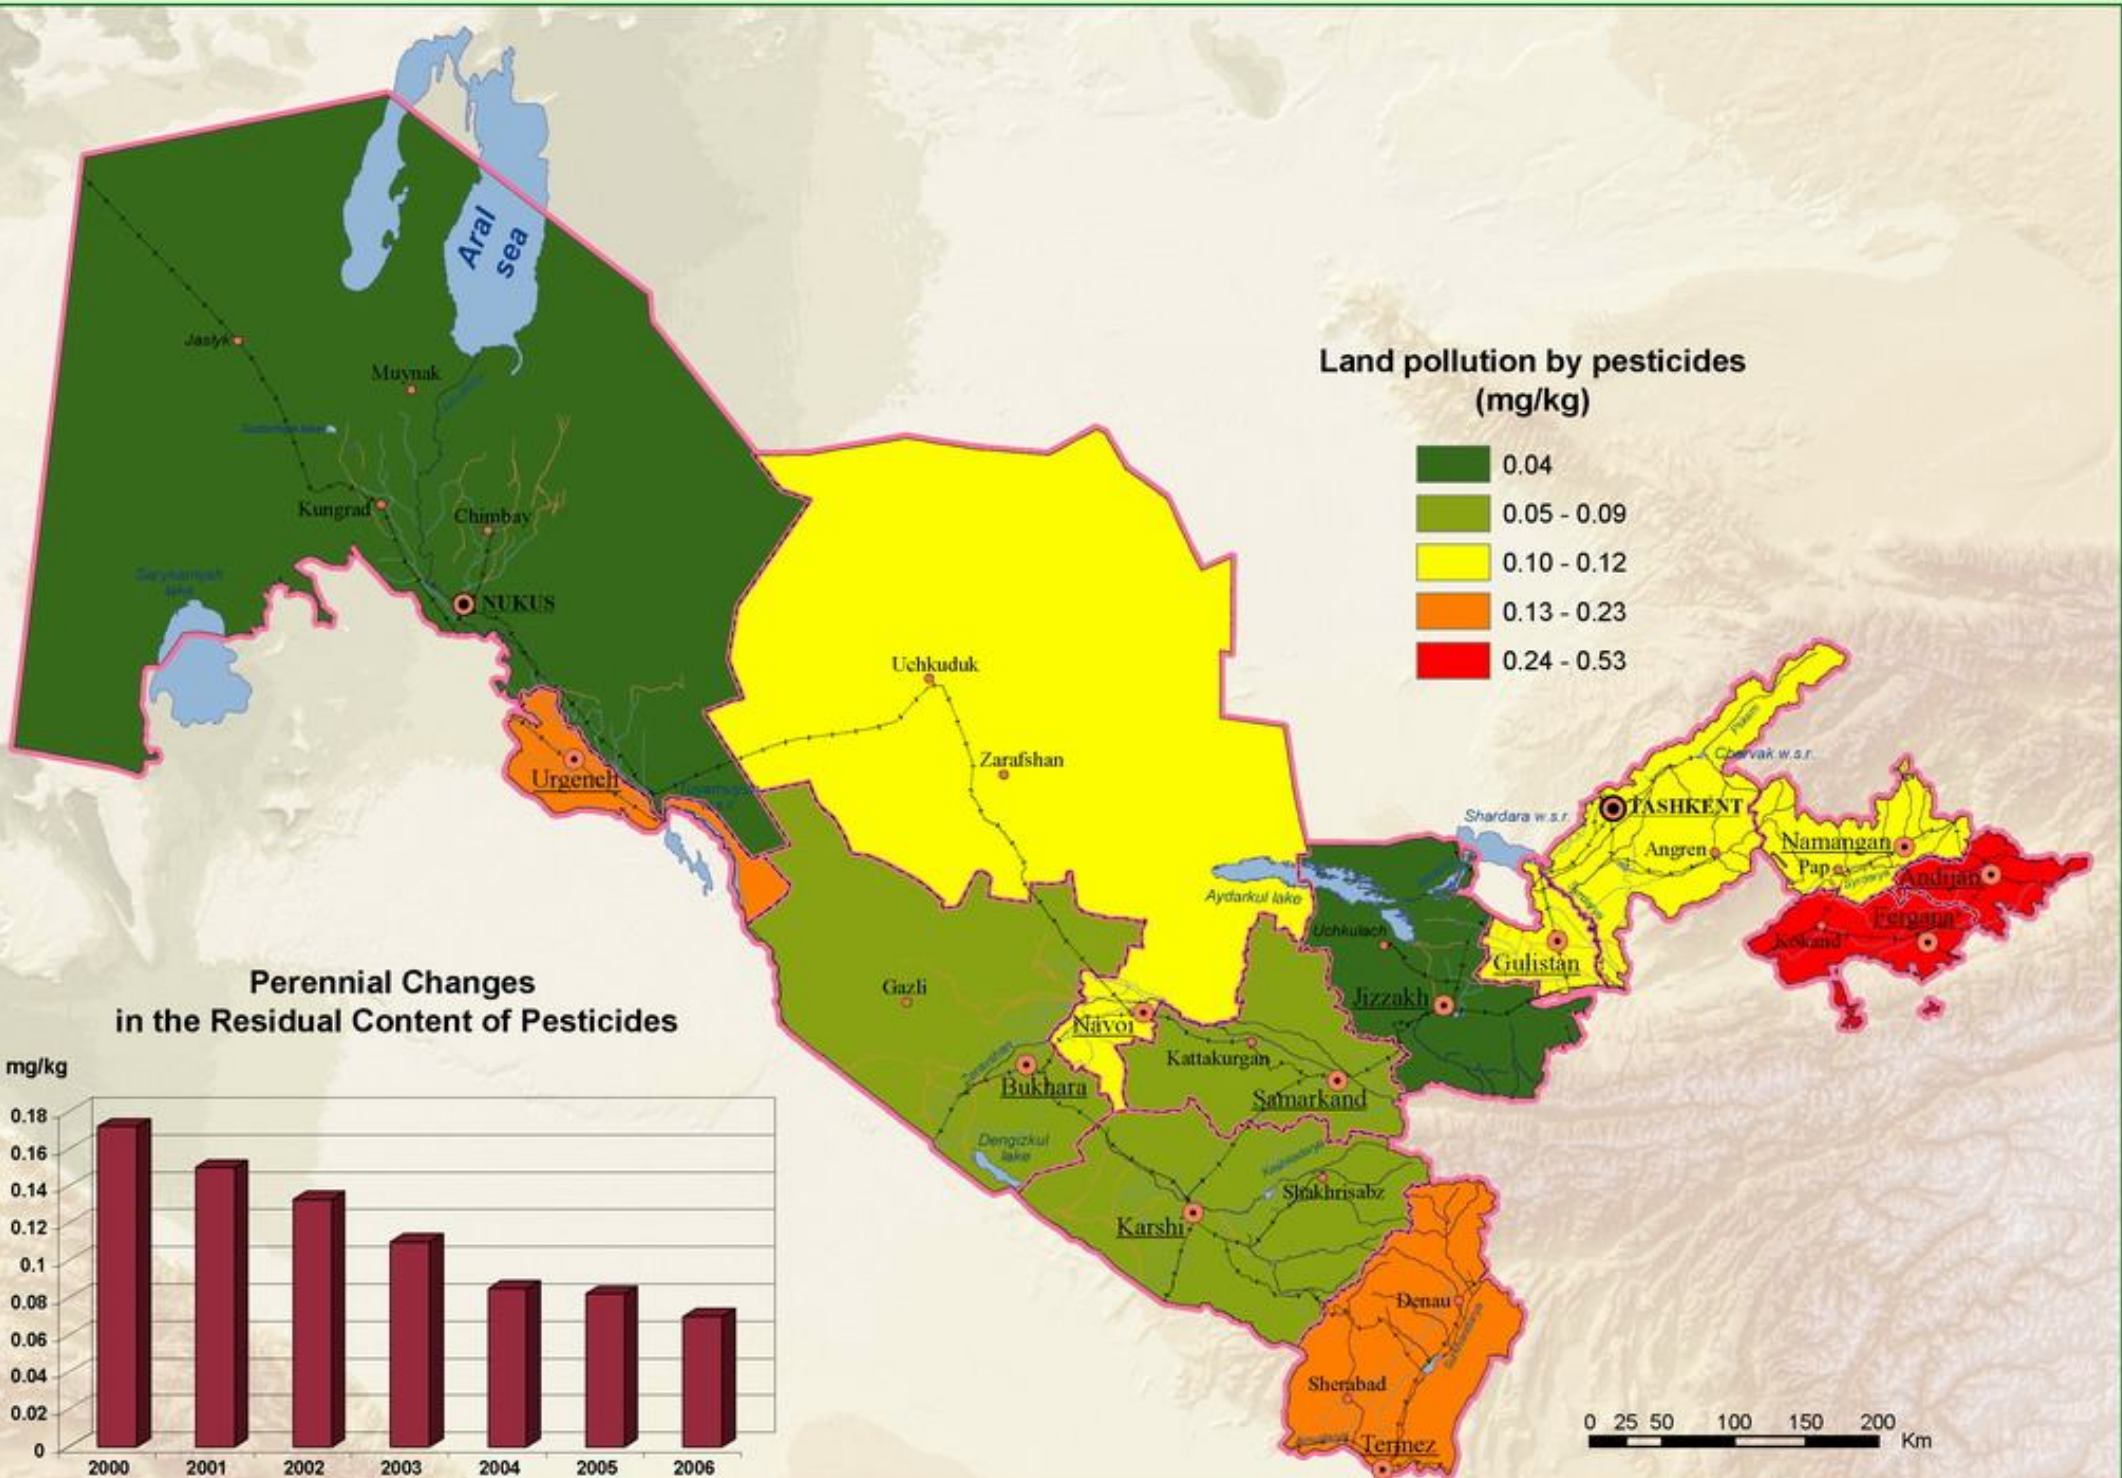 Aral
sea
Jaslyk
Muynak
Kungrad
Chimbay
Sarykamysh
lake
NUKUS
Urgench
Uchkuduk
Zarafshan
Land pollution by pesticides
(mg/kg)
0.04
0.05 - 0.09
0.10 - 0.12
0.13 - 0.23
0.24 - 0.53
Charvak w.s.r.
Shardara w.s.r.
TASHKENT
Angren
Namangan
Pap
Andijan
Fergana
Kokand
Aydarkul lake
Uchkulach
Gulistan
Jizzakh
Gazli
Navoi
Zarafshan
Bukhara
Kattakurgan
Samarkand
Dengizkul
lake
Shakhrisabz
Karshi
Denau
Sherabad
Termez
Perennial Changes
in the Residual Content of Pesticides
mg/kg
0.18
0.16
0.14
0.12
0.1
0.08
0.06
0.04
0.02
0
2000 2001 2002 2003 2004 2005 2006
0 25 50 100 150 200
Km